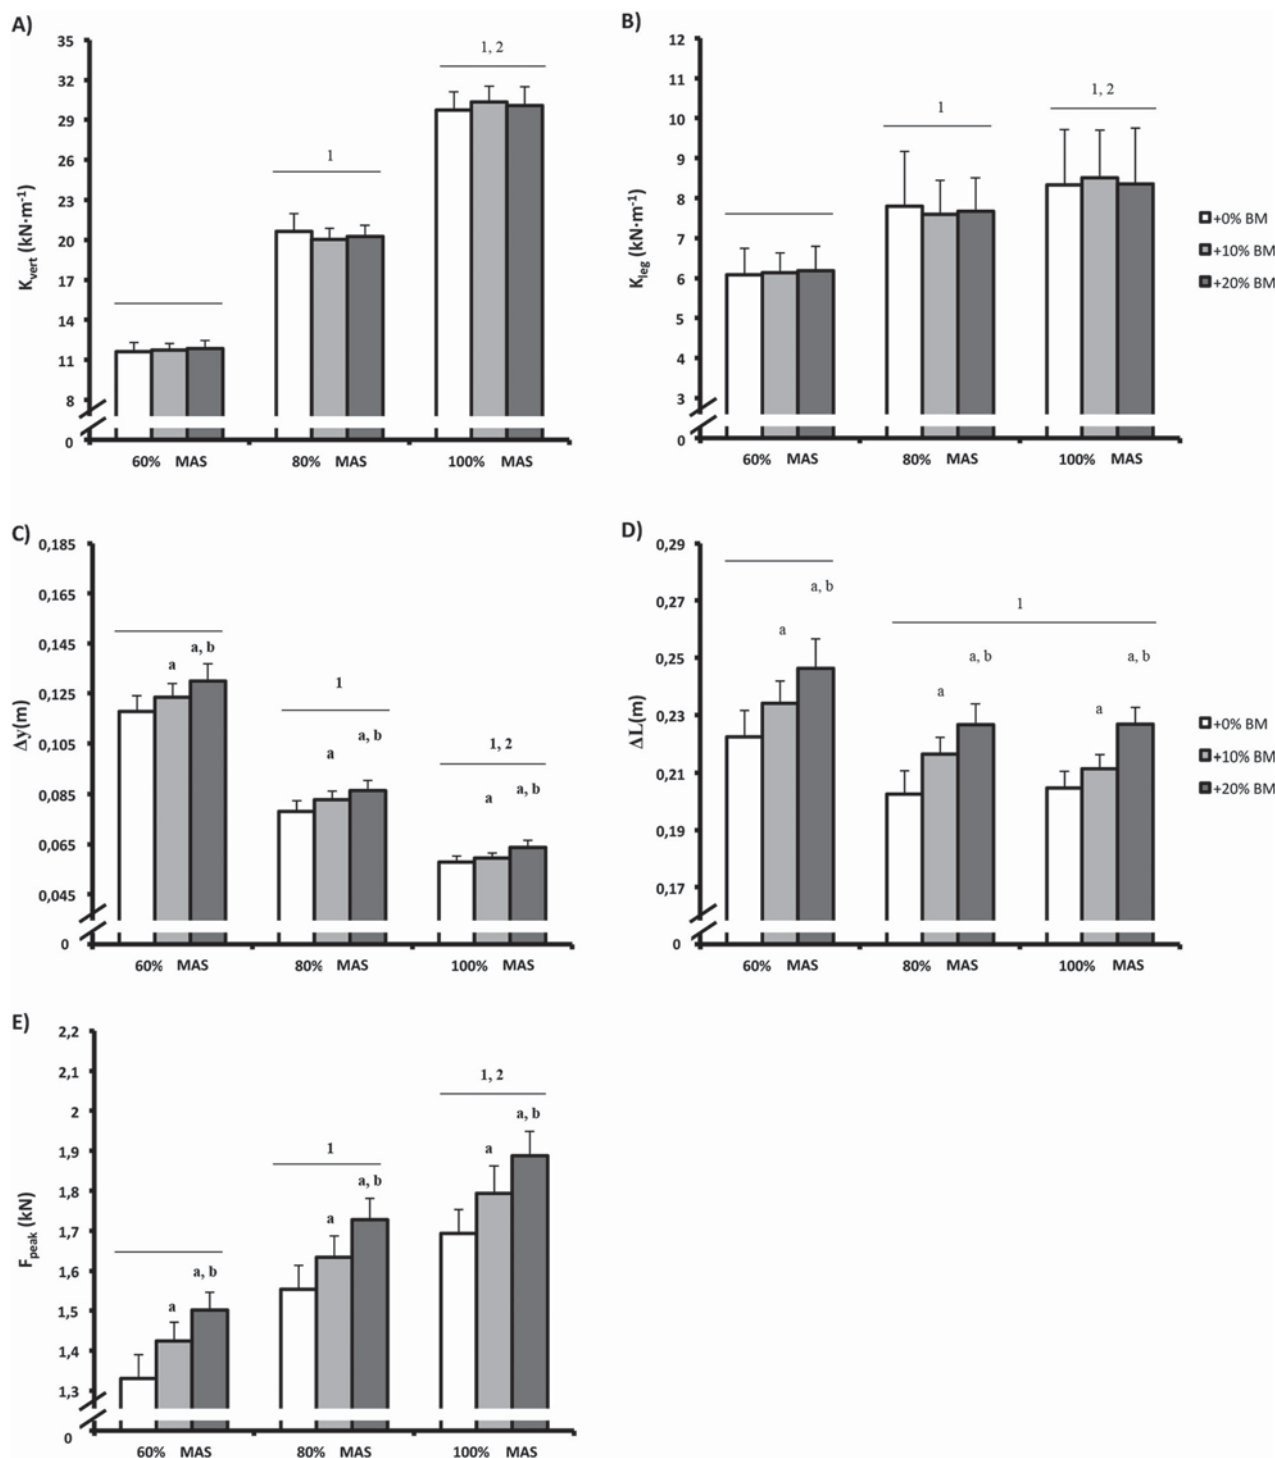 A)
35
32
29
26
23
20
17
14
11
8
0
Kvert (kN·m-1)
1
1, 2
60% MAS
80% MAS
100% MAS
B)
12
11
10
9
8
7
6
5
4
3
0
Kleg (kN·m-1)
1
1, 2
60% MAS
80% MAS
100% MAS
+0% BM
+10% BM
+20% BM
C)
0,185
0,165
0,145
0,125
0,105
0,085
0,065
0,045
0
Δy(m)
a
a, b
1
a
a, b
1, 2
a
a, b
60% MAS
80% MAS
100% MAS
D)
0,29
0,27
0,25
0,23
0,21
0,19
0,17
0
ΔL(m)
a
a, b
1
a
a, b
a
a, b
60% MAS
80% MAS
100% MAS
+0% BM
+10% BM
+20% BM
E)
2,2
2,1
2
1,9
1,8
1,7
1,6
1,5
1,4
1,3
0
Fpeak (kN)
a
a, b
1
a
a, b
1, 2
a
a, b
60% MAS
80% MAS
100% MAS